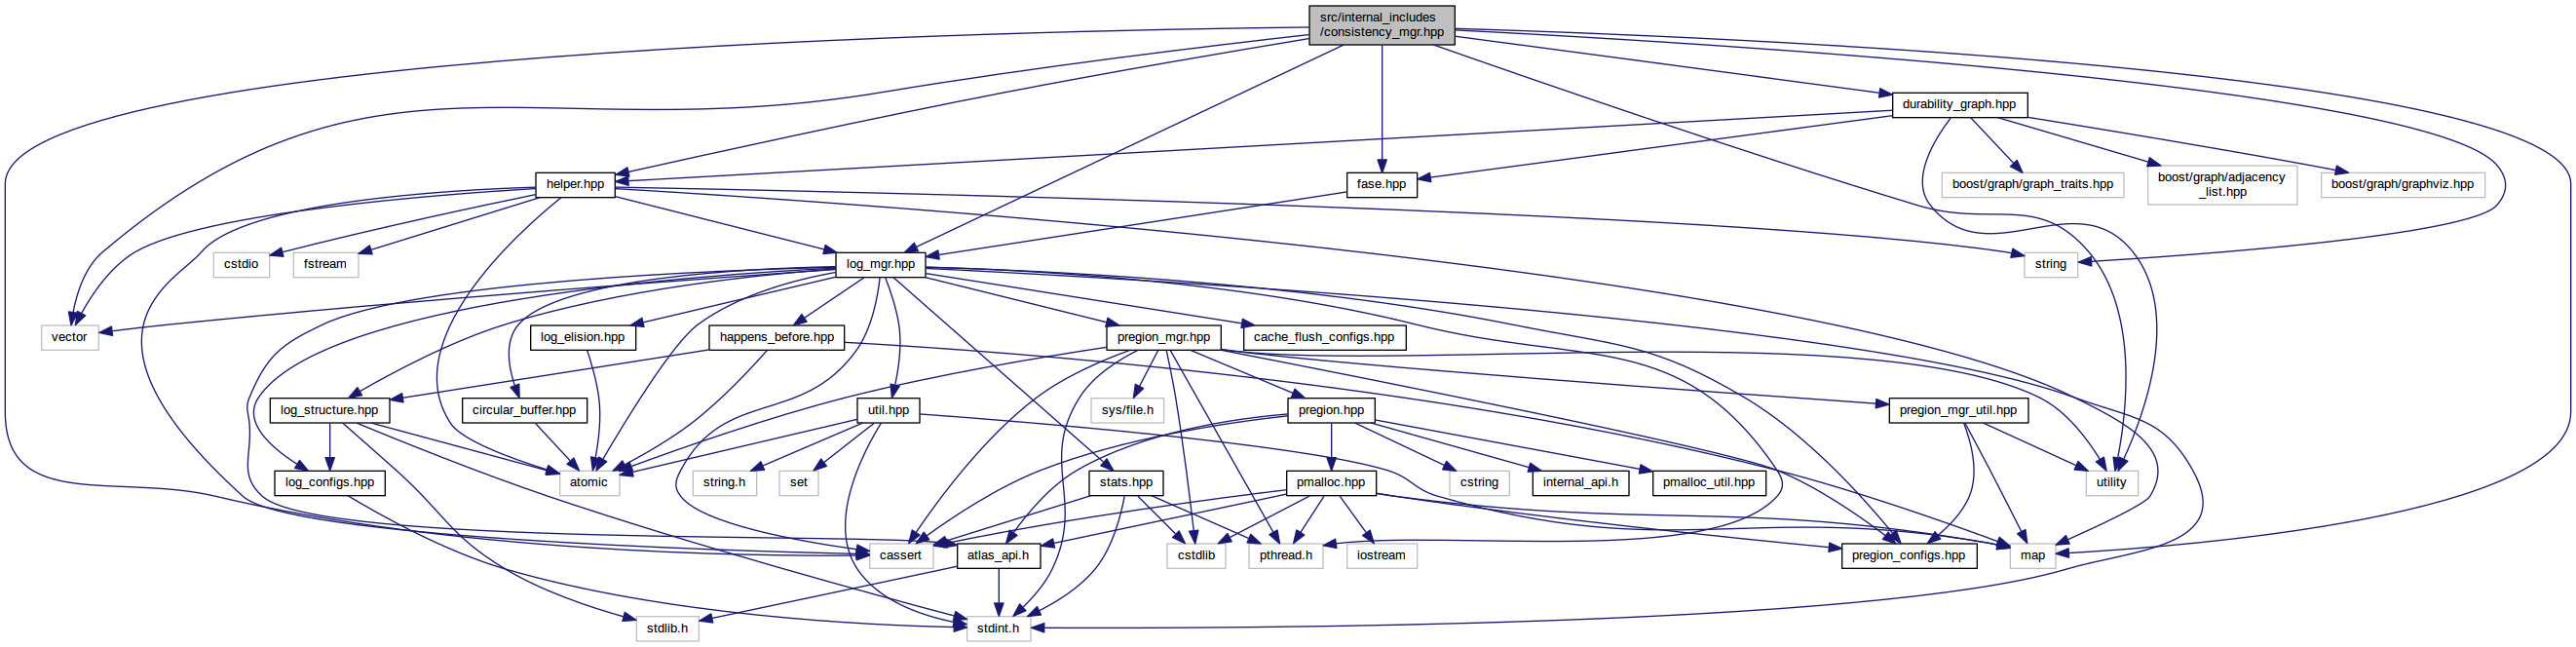 src/internal_includes
/consistency_mgr.hpp
durability_graph.hpp
helper.hpp
fase.hpp
boost/graph/graph_traits.hpp
boost/graph/adjacency
_list.hpp
boost/graph/graphviz.hpp
cstdio
fstream
log_mgr.hpp
string
vector
log_elision.hpp
happens_before.hpp
pregion_mgr.hpp
cache_flush_configs.hpp
log_structure.hpp
circular_buffer.hpp
util.hpp
sys/file.h
pregion.hpp
pregion_mgr_util.hpp
log_configs.hpp
atomic
string.h
set
stats.hpp
pmalloc.hpp
cstring
internal_api.h
pmalloc_util.hpp
utility
cassert
atlas_api.h
cstdlib
pthread.h
iostream
pregion_configs.hpp
map
stdlib.h
stdint.h